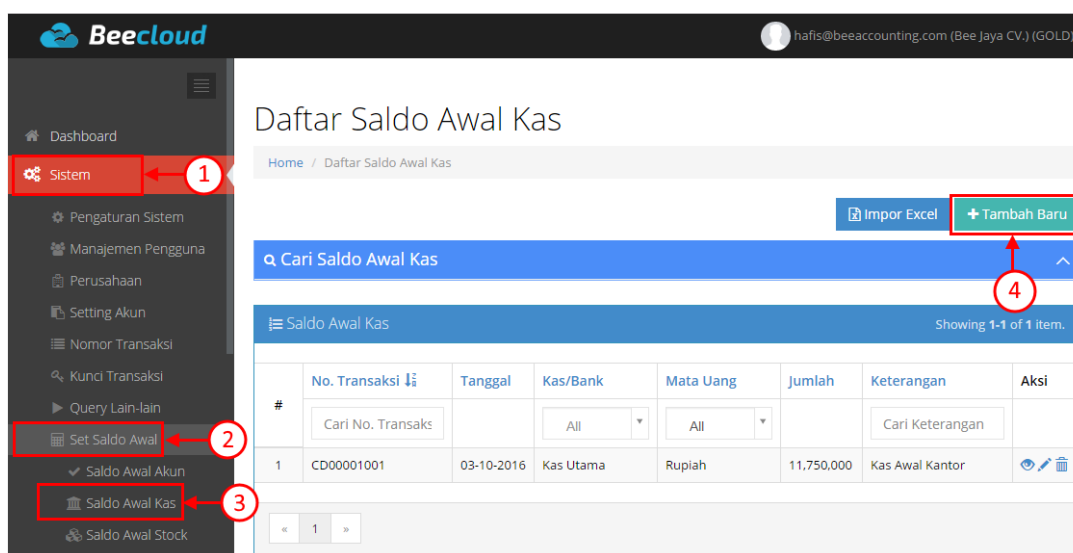 Beecloud
hafis@beeaccounting.com (Bee Jaya CV.) (GOLD)
Dashboard
Sistem
1
Pengaturan Sistem
Manajemen Pengguna
Perusahaan
Setting Akun
Nomor Transaksi
Kunci Transaksi
Query Lain-lain
Set Saldo Awal
2
Saldo Awal Akun
Saldo Awal Kas
3
Saldo Awal Stock
Daftar Saldo Awal Kas
Home / Daftar Saldo Awal Kas
Impor Excel
+ Tambah Baru
4
Cari Saldo Awal Kas
Saldo Awal Kas
Showing 1-1 of 1 item.
# No. Transaksi Tanggal Kas/Bank Mata Uang Jumlah Keterangan Aksi
Cari No. Transaks All All Cari Keterangan
1 CD00001001 03-10-2016 Kas Utama Rupiah 11,750,000 Kas Awal Kantor
« 1 »